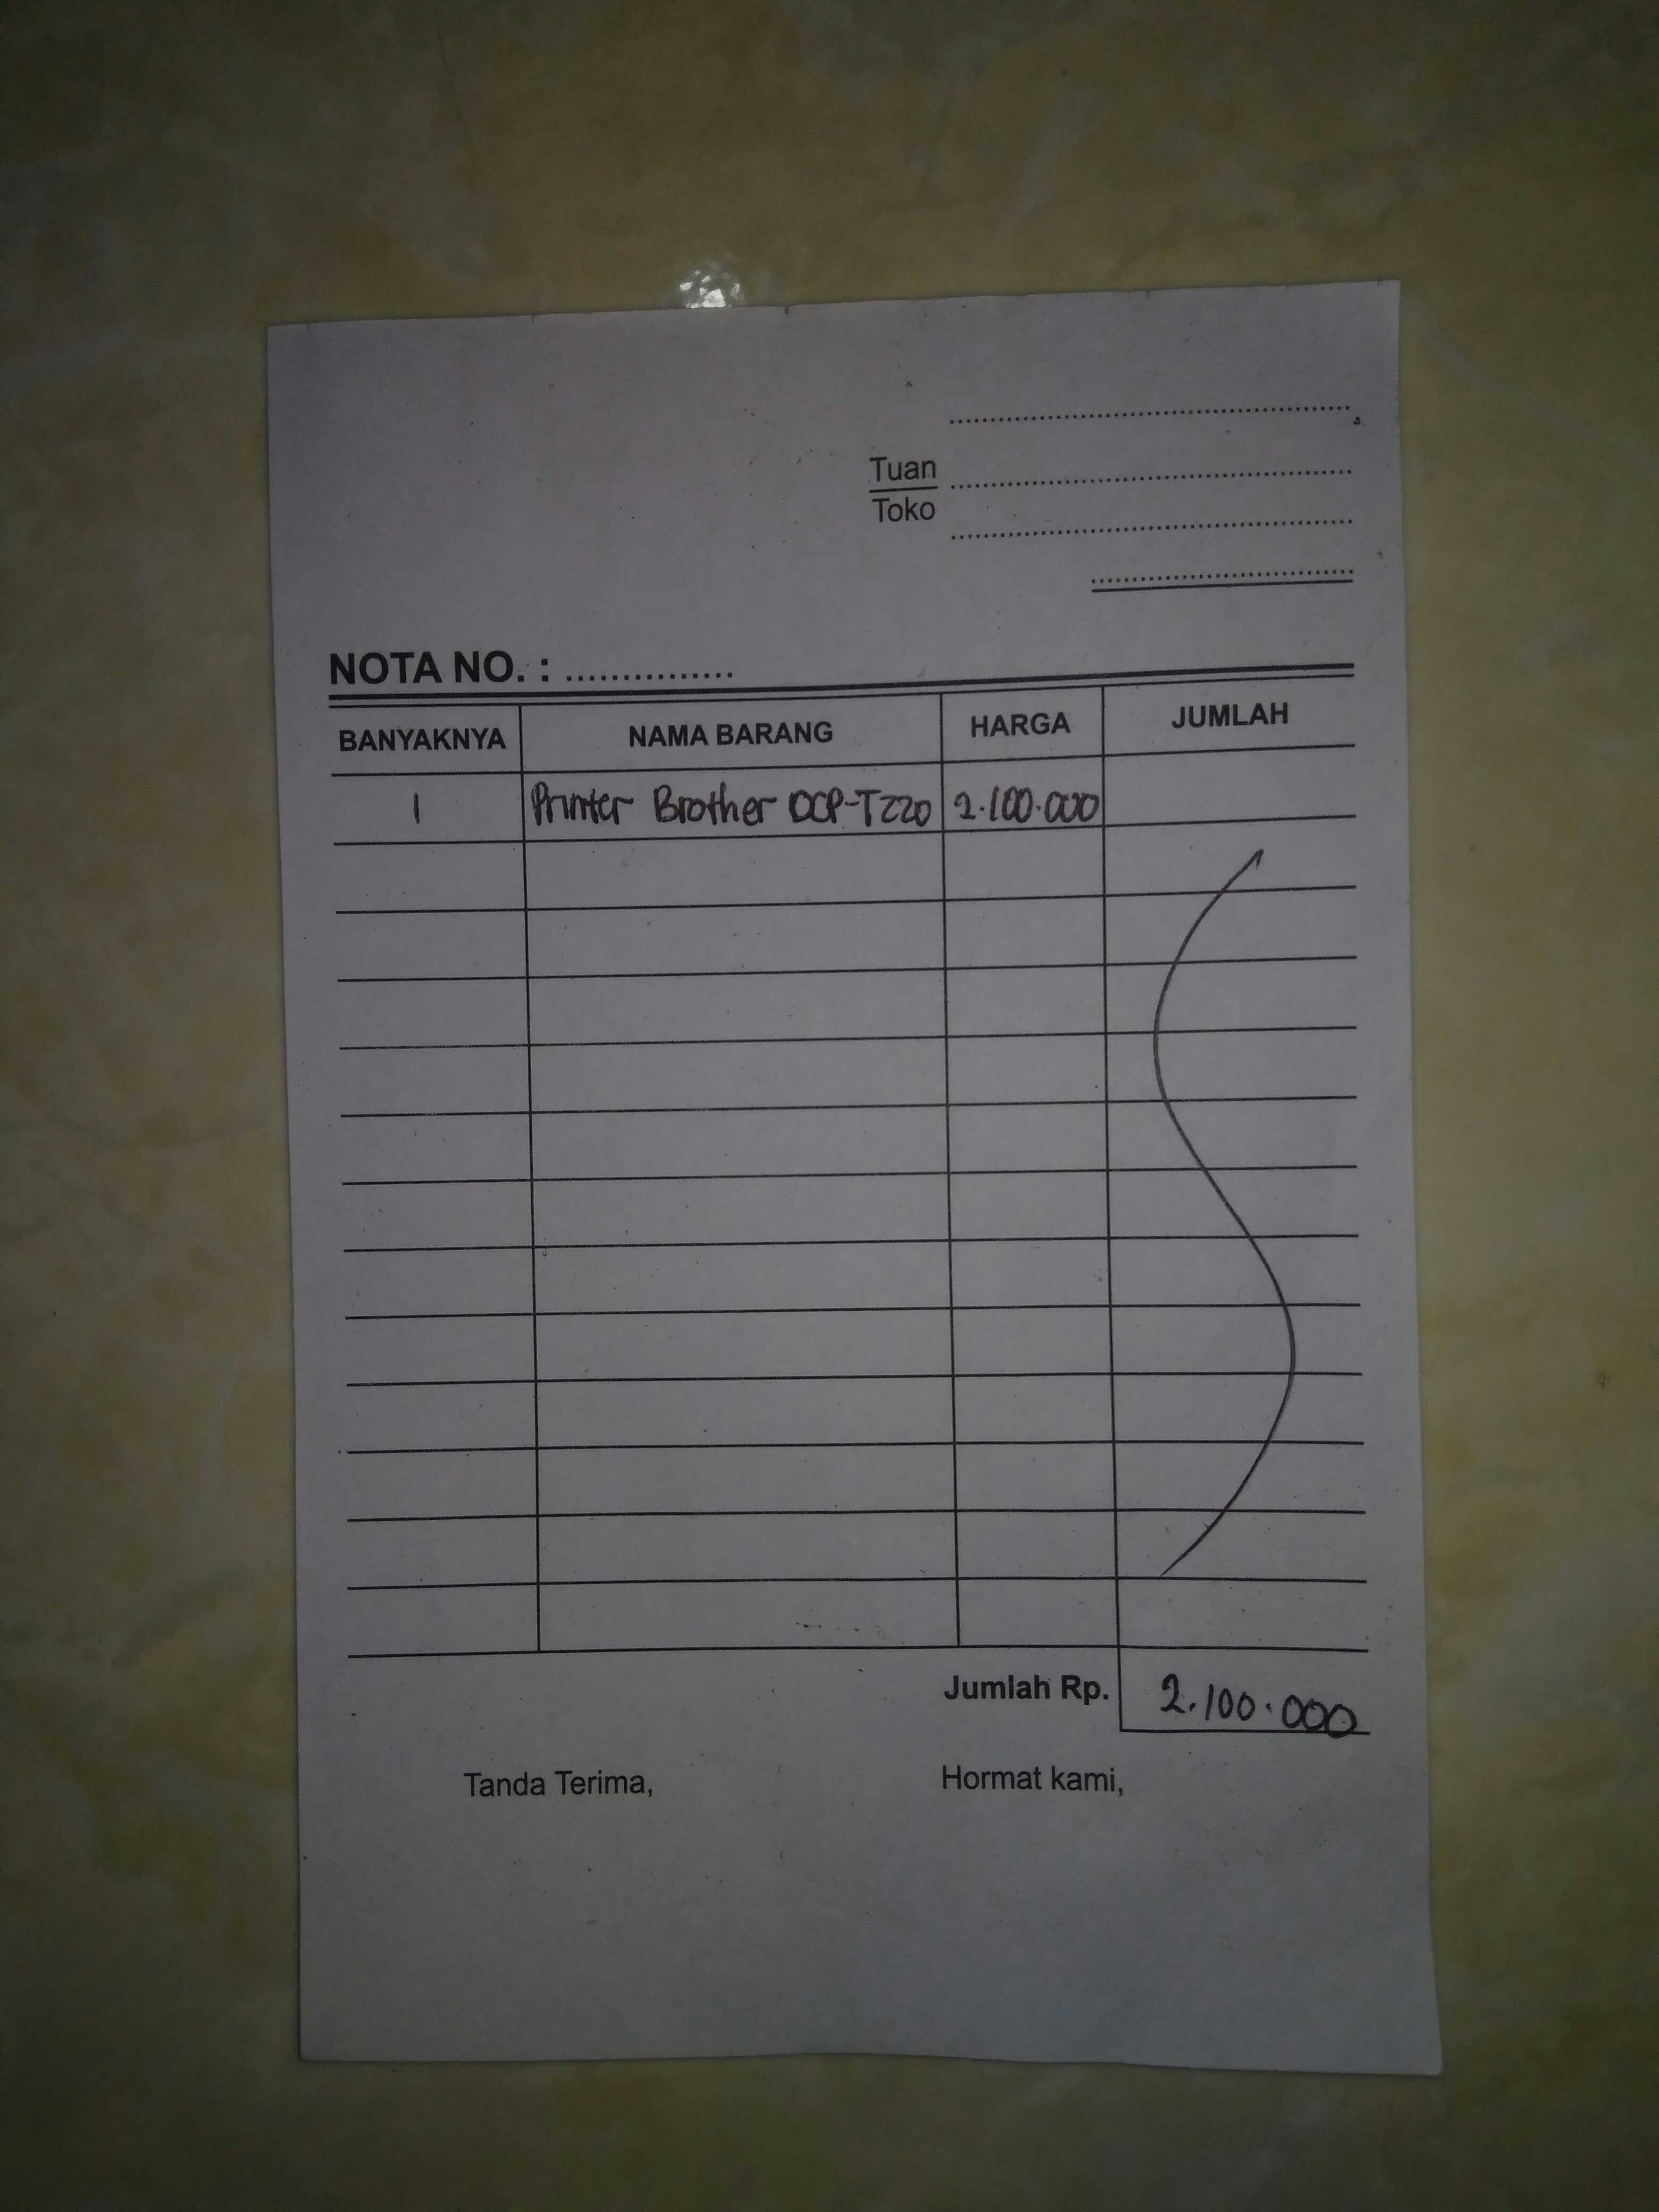 Tuan
Toko
NOTA NO. : ...............
BANYAKNYA NAMA BARANG HARGA JUMLAH
1 Printer Brother DCP-T220 2.100.000
Jumlah Rp. 2.100.000
Tanda Terima, Hormat kami,